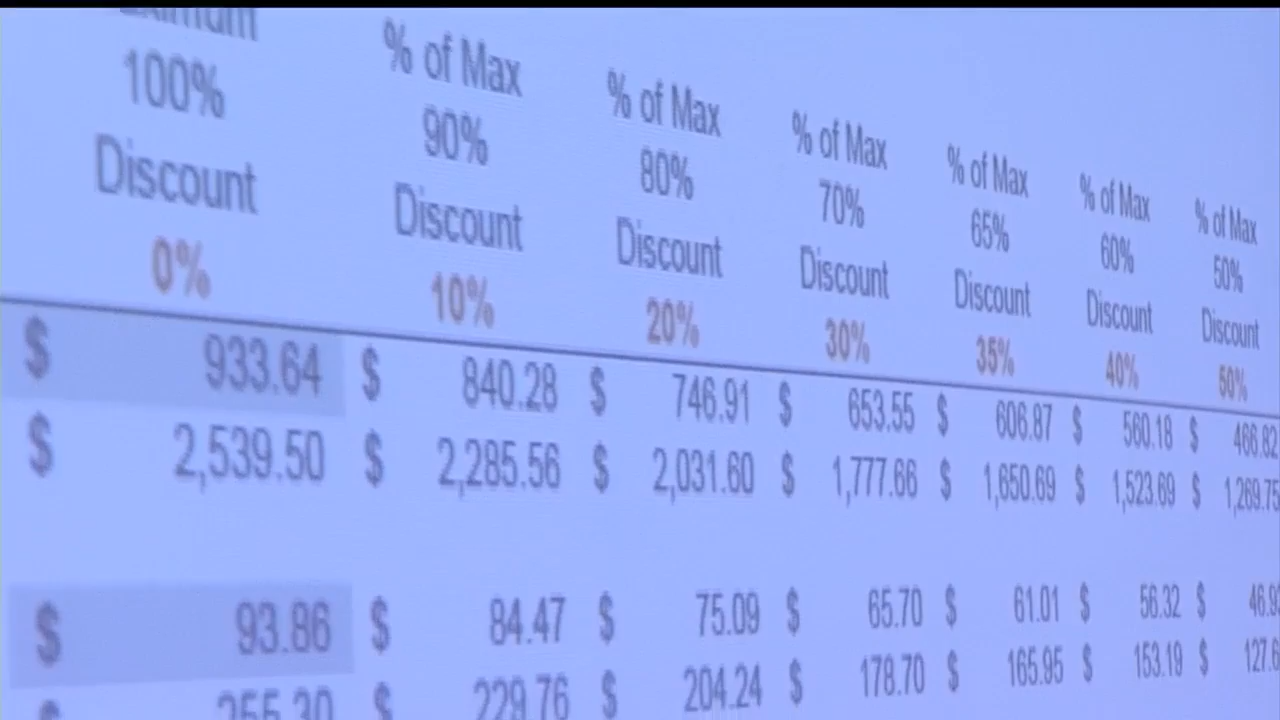 % of Max % of Max % of Max % of Max % of Max % of Max
100% 90% 80% 70% 65% 60% 50%
Discount Discount Discount Discount Discount Discount Discount
0% 10% 20% 30% 35% 40% 50%
$ 933.64 $ 840.28 $ 746.91 $ 653.55 $ 606.87 $ 560.18 $ 466.82
$ 2,539.50 $ 2,285.56 $ 2,031.60 $ 1,777.66 $ 1,650.69 $ 1,523.69 $ 1,269.75
$ 93.86 $ 84.47 $ 75.09 $ 65.70 $ 61.01 $ 56.32 $
$ 255.30 $ 229.76 $ 204.24 $ 178.70 $ 165.95 $ 153.19 $